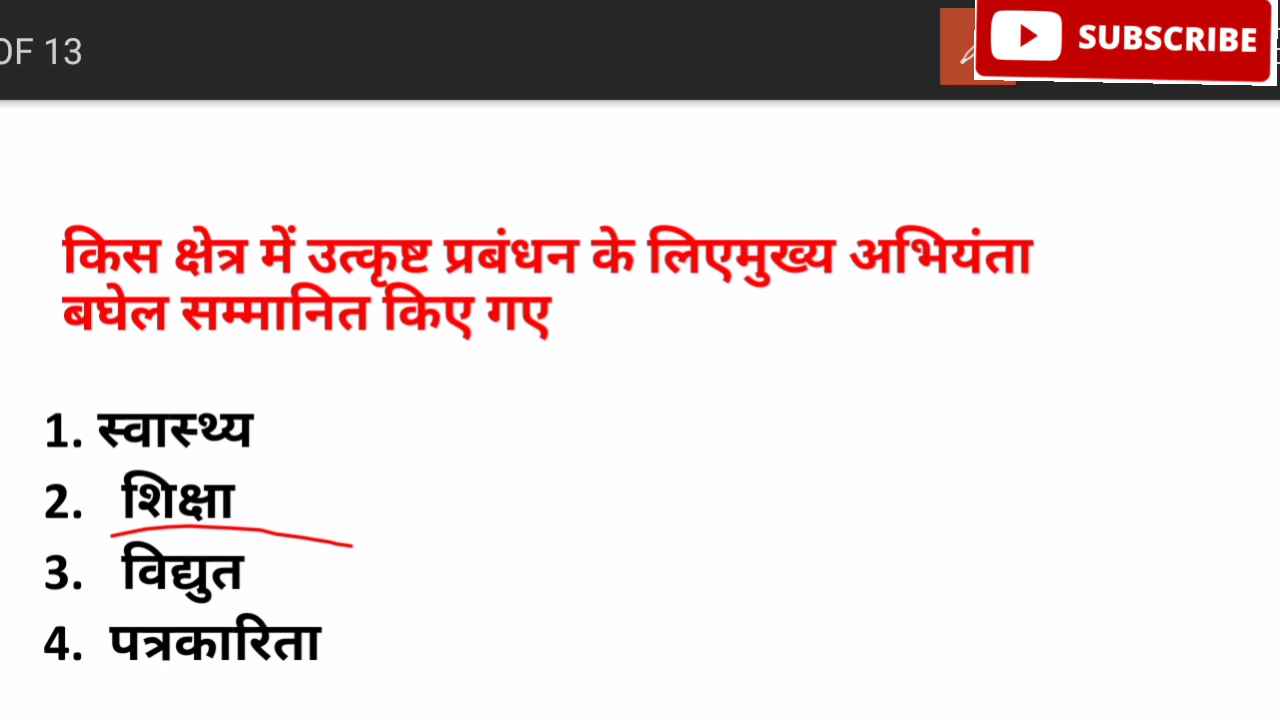 OF 13
SUBSCRIBE
किस क्षेत्र में उत्कृष्ट प्रबंधन के लिएमुख्य अभियंता
बघेल सम्मानित किए गए
1. स्वास्थ्य
2. शिक्षा
3. विद्युत
4. पत्रकारिता